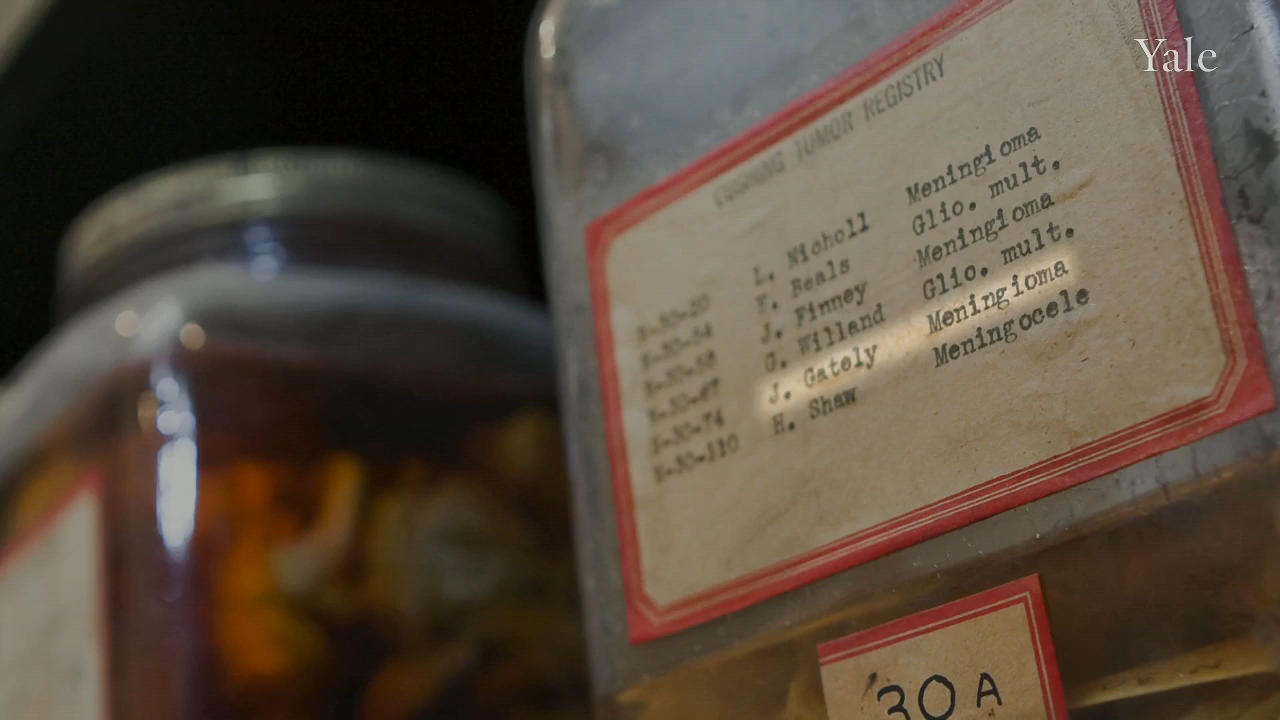 Yale
CUSHING TUMOR REGISTRY
L. Nicholl Meningioma
F. Beals Glio. mult.
J. Finney Meningioma
G. Willand Glio. mult.
J. Gately Meningioma
H. Shaw Meningocele
30 A